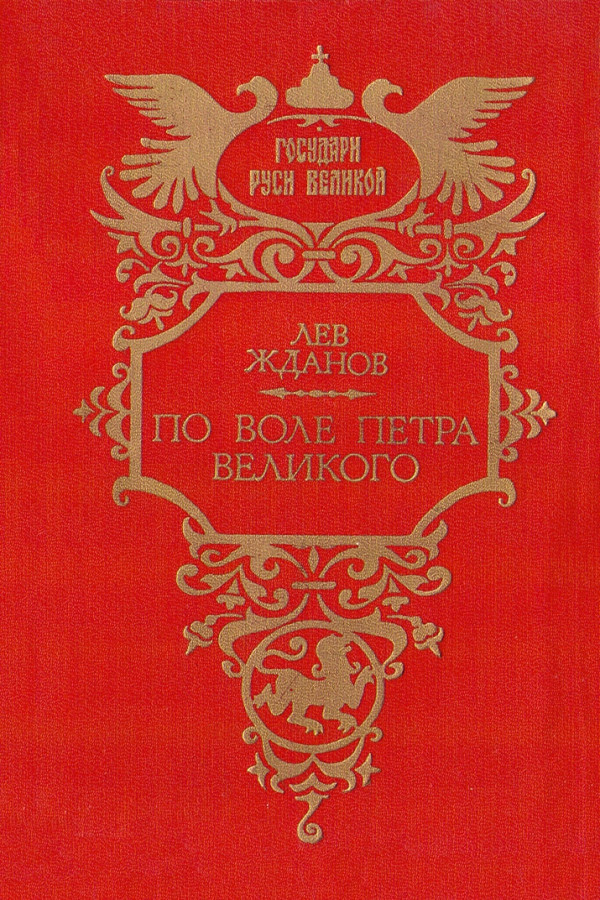 ГОСУДАРИ
РУСИ ВЕЛИКОЙ
ЛЕВ
ЖДАНОВ
ПО ВОЛЕ ПЕТРА
ВЕЛИКОГО